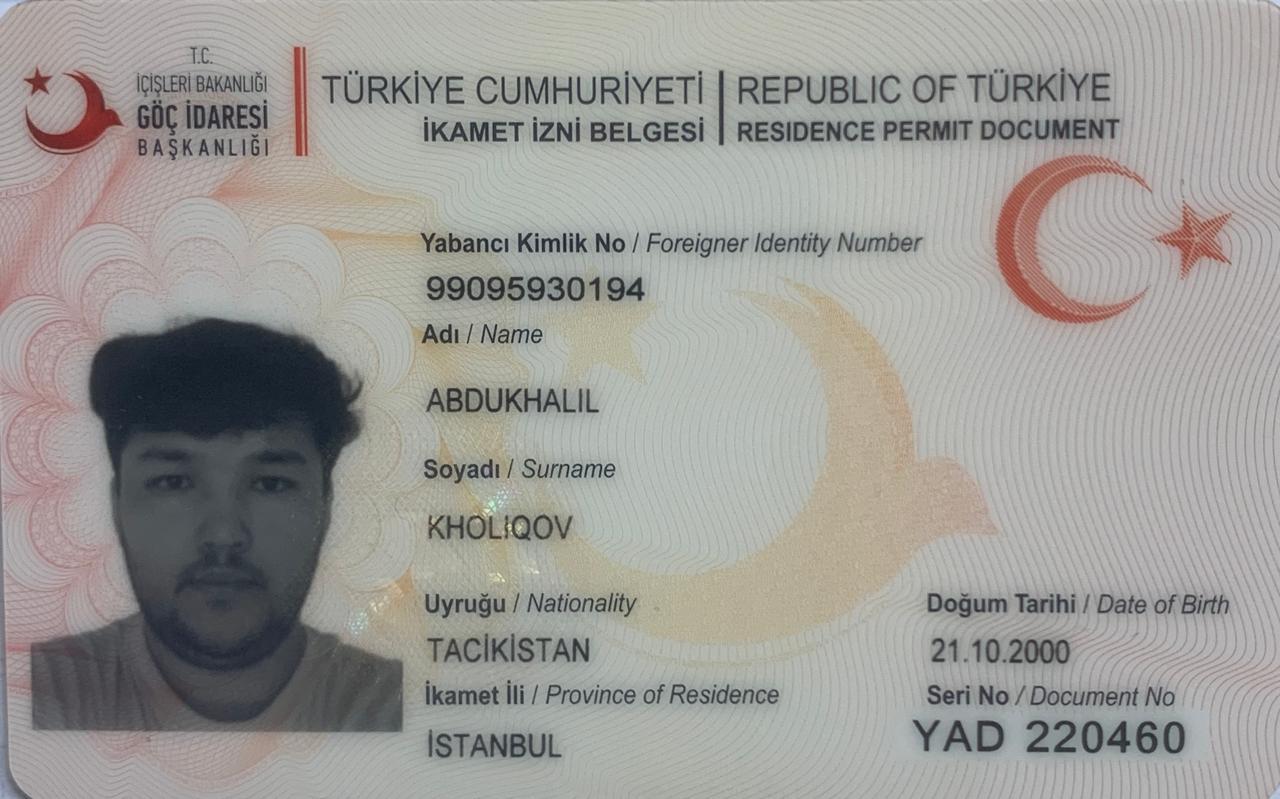 T.C.
İÇİŞLERİ BAKANLIĞI
GÖÇ İDARESİ
BAŞKANLIĞI
TÜRKİYE CUMHURİYETİ | REPUBLIC OF TÜRKİYE
İKAMET İZNİ BELGESİ | RESIDENCE PERMIT DOCUMENT
Yabancı Kimlik No / Foreigner Identity Number
99095930194
Adı / Name
ABDUKHALIL
Soyadı / Surname
KHOLIQOV
Uyruğu / Nationality
TACİKİSTAN
Doğum Tarihi / Date of Birth
21.10.2000
İkamet İli / Province of Residence
İSTANBUL
Seri No / Document No
YAD 220460